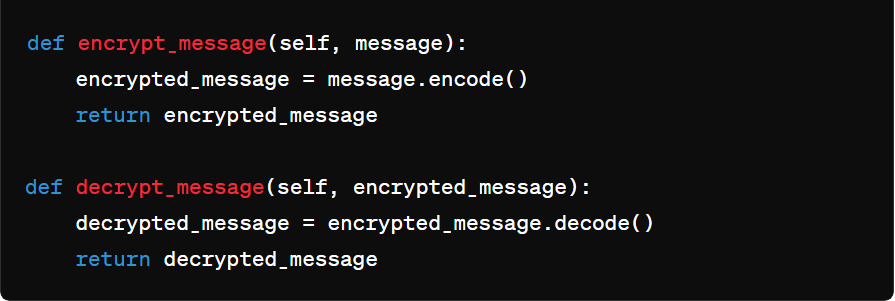 def encrypt_message(self, message):
    encrypted_message = message.encode()
    return encrypted_message
def decrypt_message(self, encrypted_message):
    decrypted_message = encrypted_message.decode()
    return decrypted_message